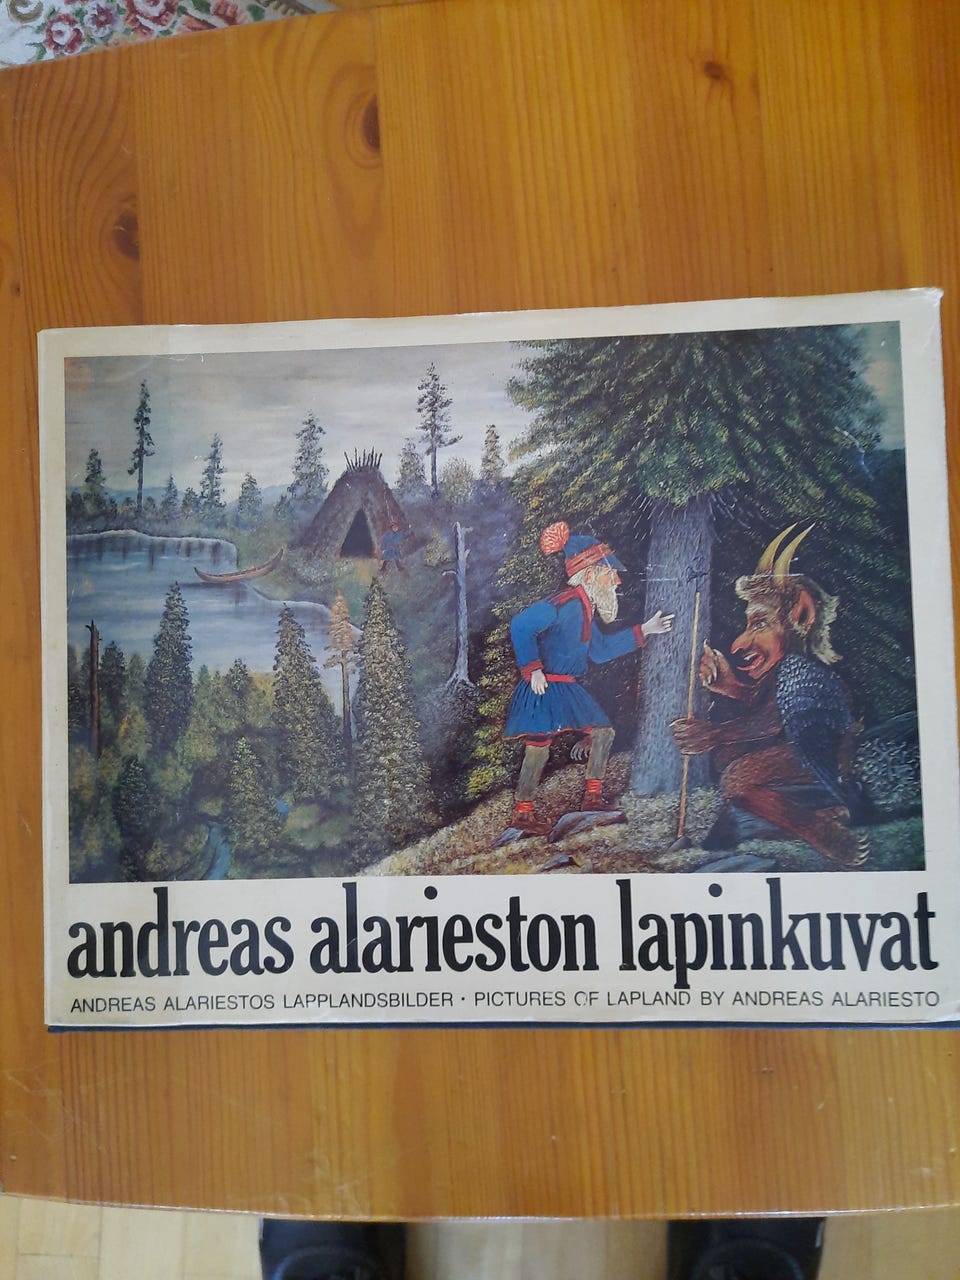 andreas alarieston lapinkuvat
ANDREAS ALARIESTOS LAPPLANDSBILDER · PICTURES OF LAPLAND BY ANDREAS ALARIESTO